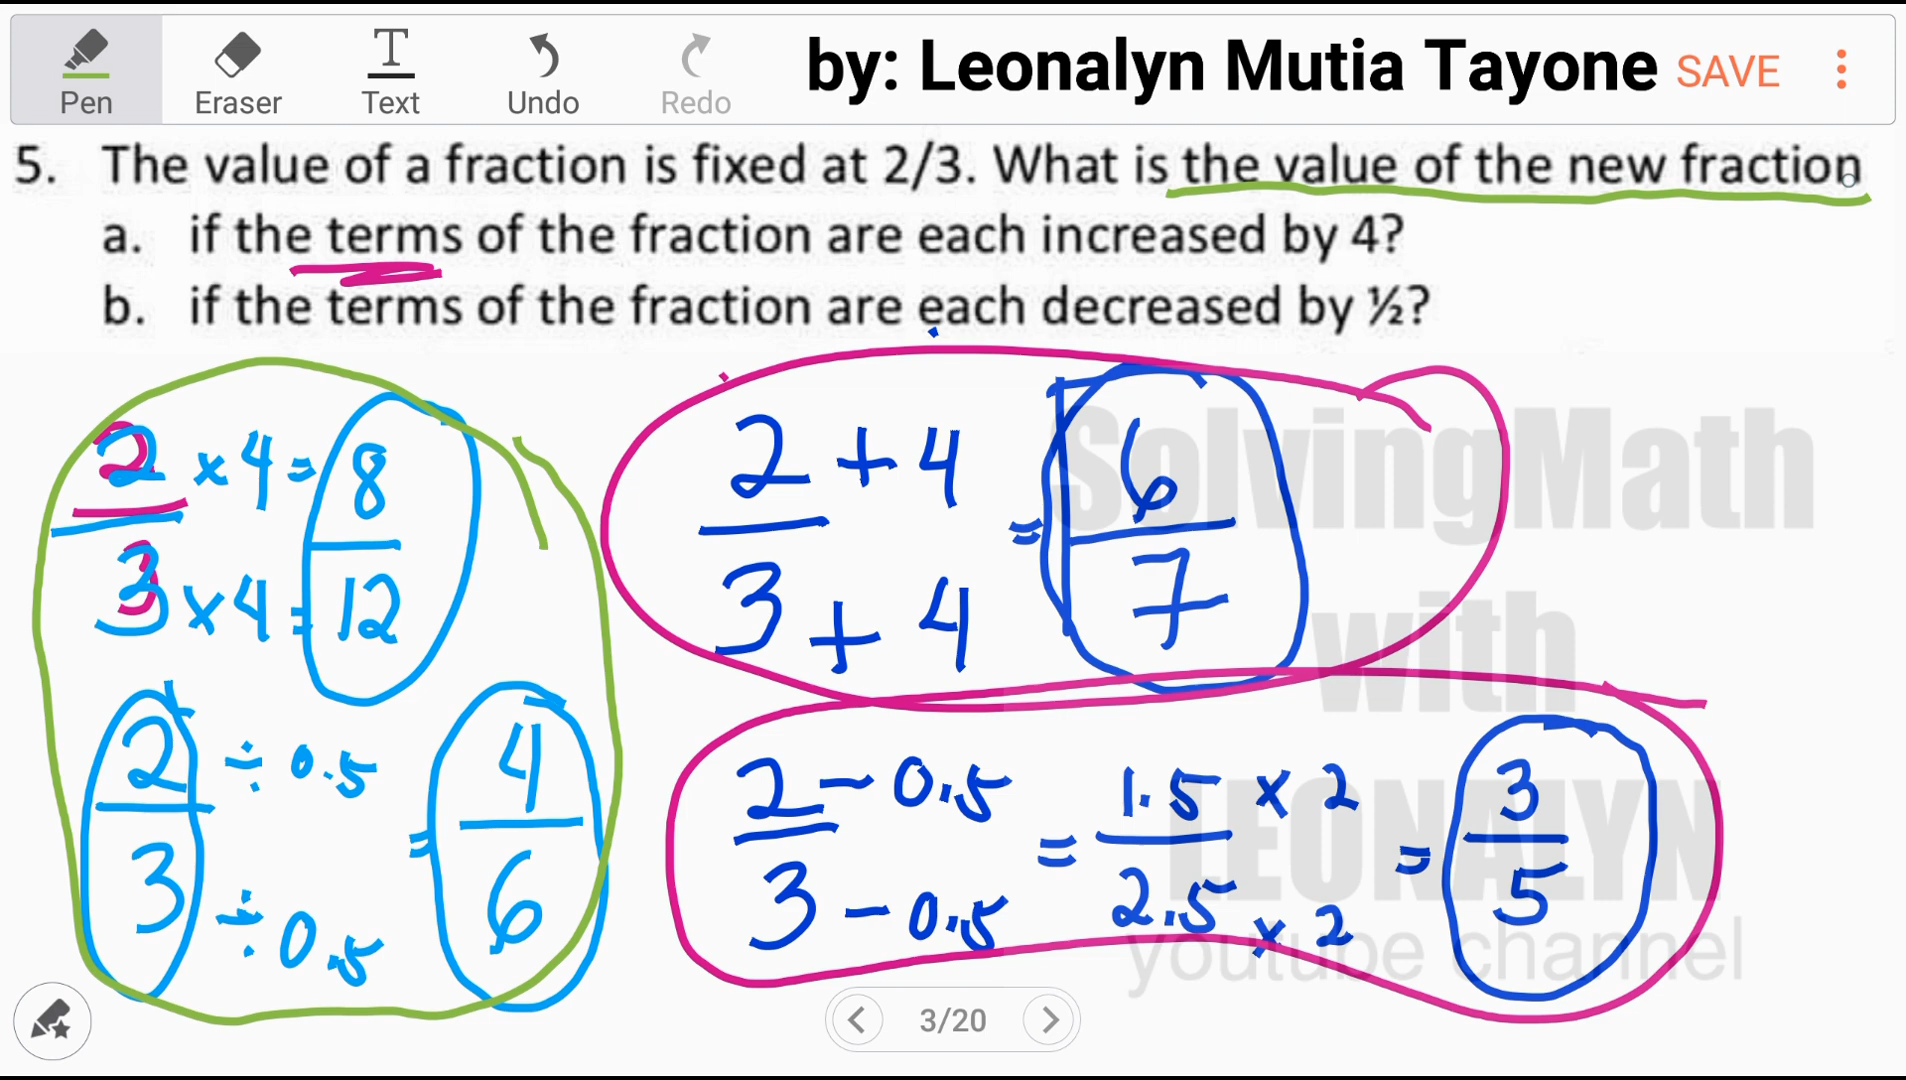 by: Leonalyn Mutia Tayone
SAVE
Pen
Eraser
Text
Undo
Redo
5. The value of a fraction is fixed at 2/3. What is the value of the new fraction
a. if the terms of the fraction are each increased by 4?
b. if the terms of the fraction are each decreased by ½?
2 × 4 = 8
3 × 4 = 12
2 ÷ 0.5
= 4
3 ÷ 0.5
6
2 + 4
= 6
3 + 4
7
2 - 0.5
= 1.5 × 2
= 3
3 - 0.5
2.5 × 2
5
SolvingMath
with
LEONALYN
youtube channel
3/20